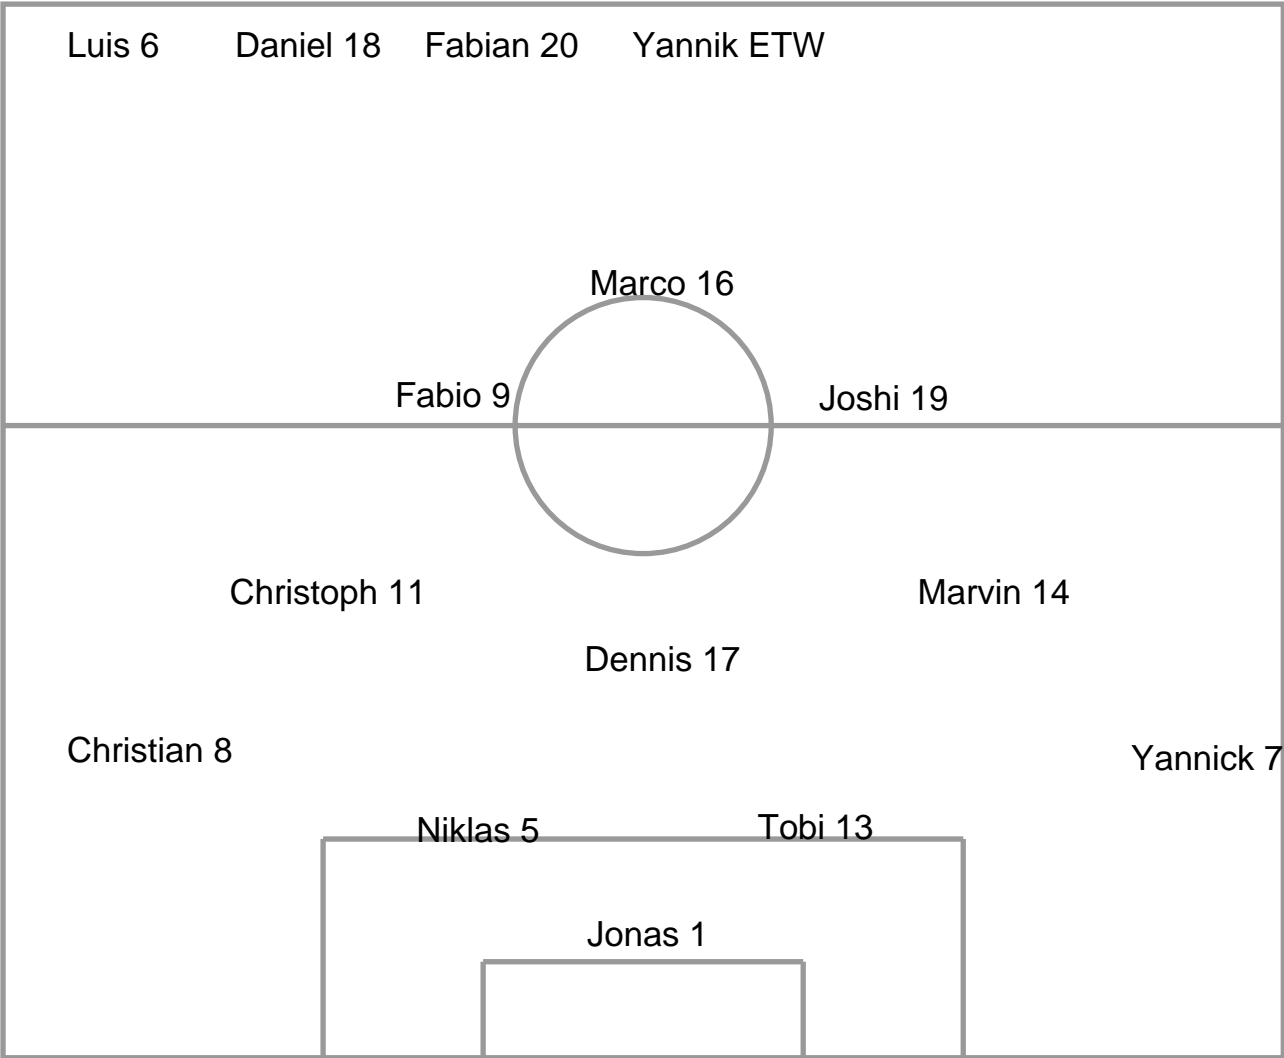 Luis 6 Daniel 18 Fabian 20 Yannik ETW
Marco 16
Fabio 9 Joshi 19
Christoph 11 Marvin 14
Dennis 17
Christian 8 Yannick 7
Niklas 5 Tobi 13
Jonas 1